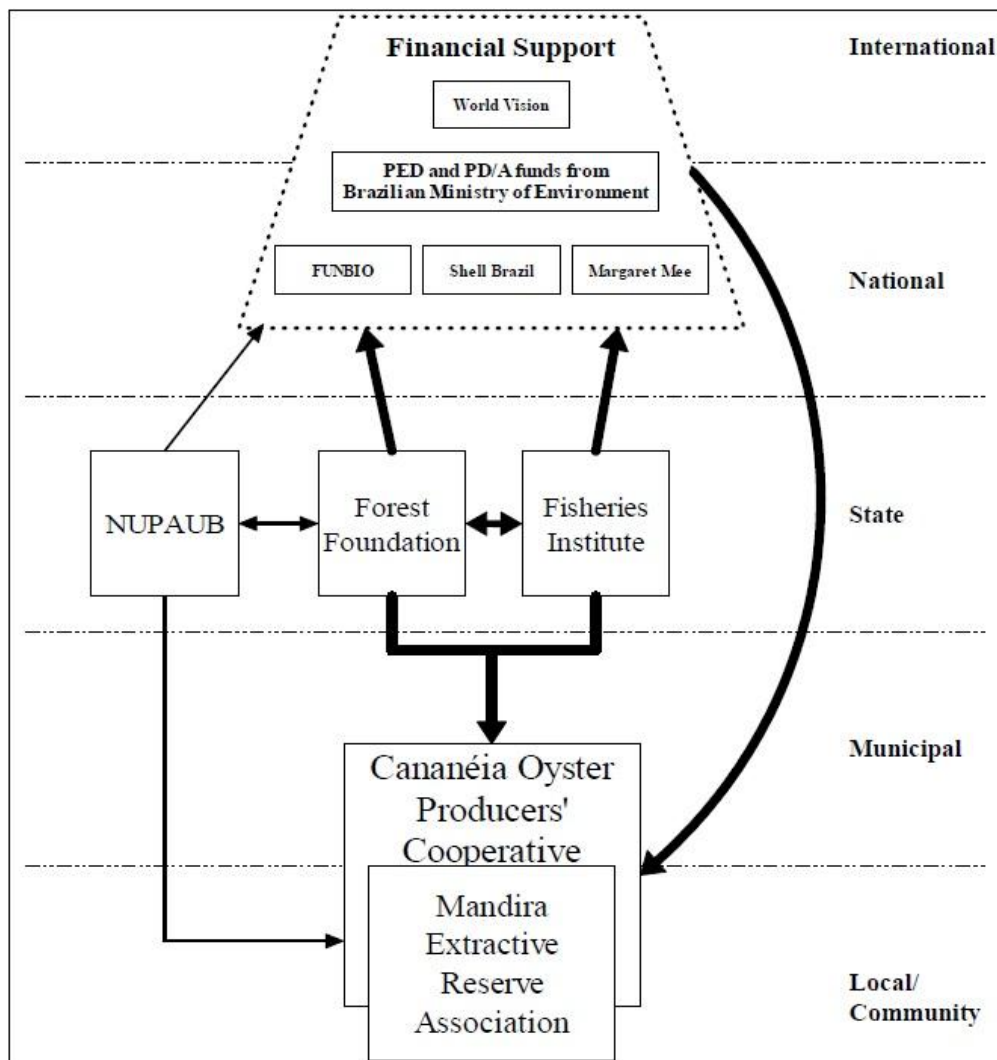 Financial Support
International
World Vision
PED and PD/A funds from
Brazilian Ministry of Environment
FUNBIO
Shell Brazil
Margaret Mee
National
NUPAUB
Forest
Foundation
Fisheries
Institute
State
Cananéia Oyster
Producers'
Cooperative
Municipal
Mandira
Extractive
Reserve
Association
Local/
Community